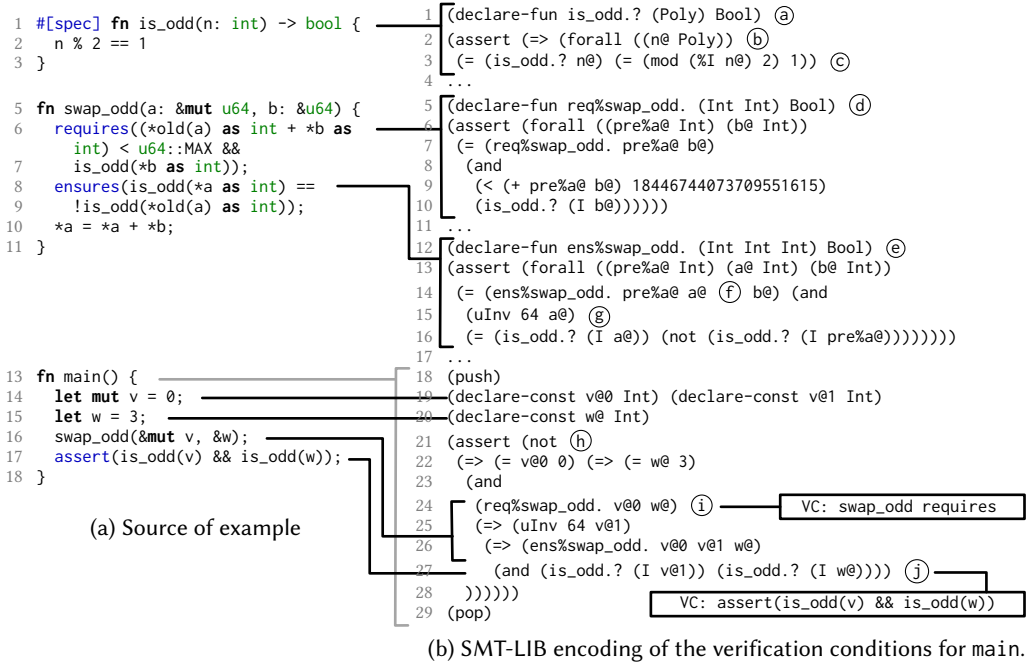 1 #[spec] fn is_odd(n: int) -> bool {
2 n % 2 == 1
3 }
5 fn swap_odd(a: &mut u64, b: &u64) {
6 requires((*old(a) as int + *b as
int) < u64::MAX &&
7 is_odd(*b as int));
8 ensures(is_odd(*a as int) ==
9 !is_odd(*old(a) as int));
10 *a = *a + *b;
11 }
13 fn main() {
14 let mut v = 0;
15 let w = 3;
16 swap_odd(&mut v, &w);
17 assert(is_odd(v) && is_odd(w));
18 }
(a) Source of example
1 (declare-fun is_odd.? (Poly) Bool) ⓐ
2 (assert (=> (forall ((n@ Poly)) ⓑ
3 (= (is_odd.? n@) (= (mod (%I n@) 2) 1)) ⓒ
4 ...
5 (declare-fun req%swap_odd. (Int Int) Bool) ⓓ
6 (assert (forall ((pre%a@ Int) (b@ Int))
7 (= (req%swap_odd. pre%a@ b@)
8 (and
9 (< (+ pre%a@ b@) 18446744073709551615)
10 (is_odd.? (I b@))))))
11 ...
12 (declare-fun ens%swap_odd. (Int Int Int) Bool) ⓔ
13 (assert (forall ((pre%a@ Int) (a@ Int) (b@ Int))
14 (= (ens%swap_odd. pre%a@ a@ ⓕ b@) (and
15 (uInv 64 a@) ⓖ
16 (= (is_odd.? (I a@)) (not (is_odd.? (I pre%a@))))))))
17 ...
18 (push)
19 (declare-const v@0 Int) (declare-const v@1 Int)
20 (declare-const w@ Int)
21 (assert (not ⓗ
22 (=> (= v@0 0) (=> (= w@ 3)
23 (and
24 (req%swap_odd. v@0 w@) ⓘ
VC: swap_odd requires
25 (=> (uInv 64 v@1)
26 (=> (ens%swap_odd. v@0 v@1 w@)
27 (and (is_odd.? (I v@1)) (is_odd.? (I w@)))) ⓙ
28 ))))))
VC: assert(is_odd(v) && is_odd(w))
29 (pop)
(b) SMT-LIB encoding of the verification conditions for main.